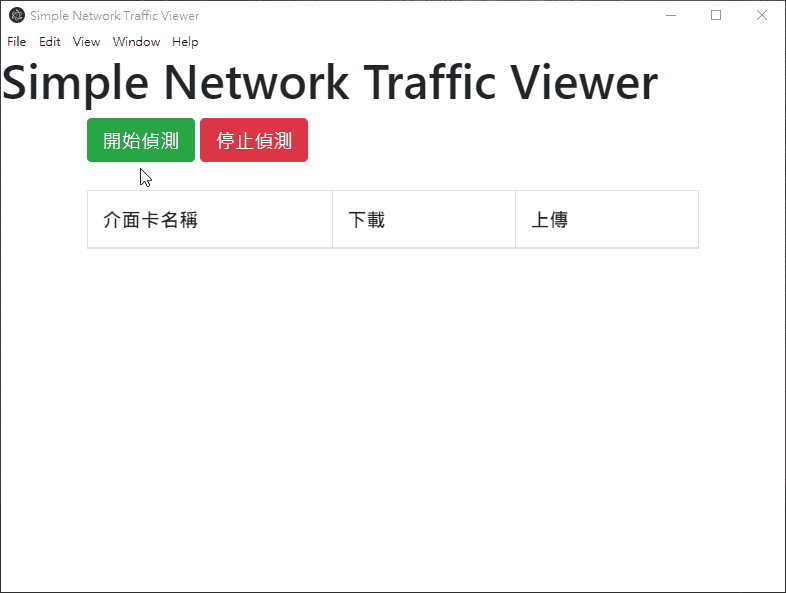 Simple Network Traffic Viewer
File Edit View Window Help
Simple Network Traffic Viewer
開始偵測 停止偵測
介面卡名稱 下載 上傳